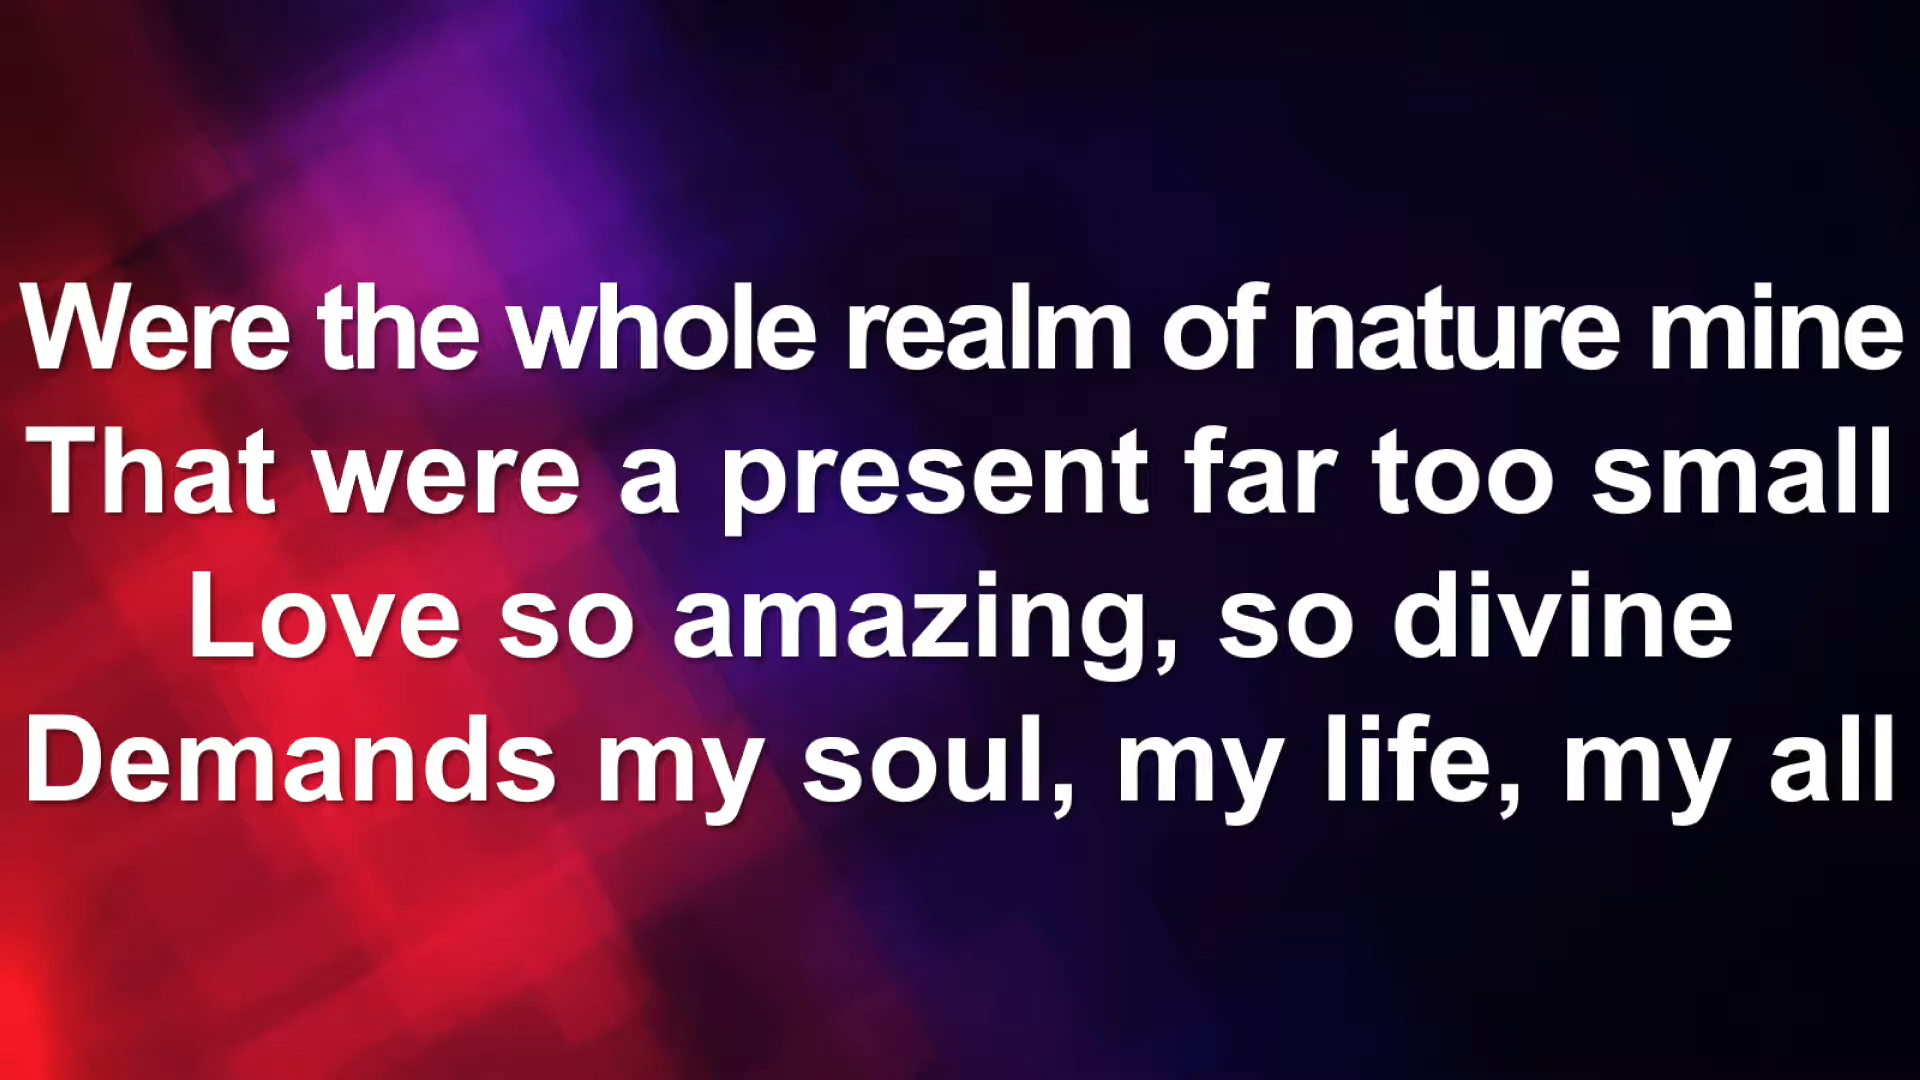 Were the whole realm of nature mine
That were a present far too small
Love so amazing, so divine
Demands my soul, my life, my all